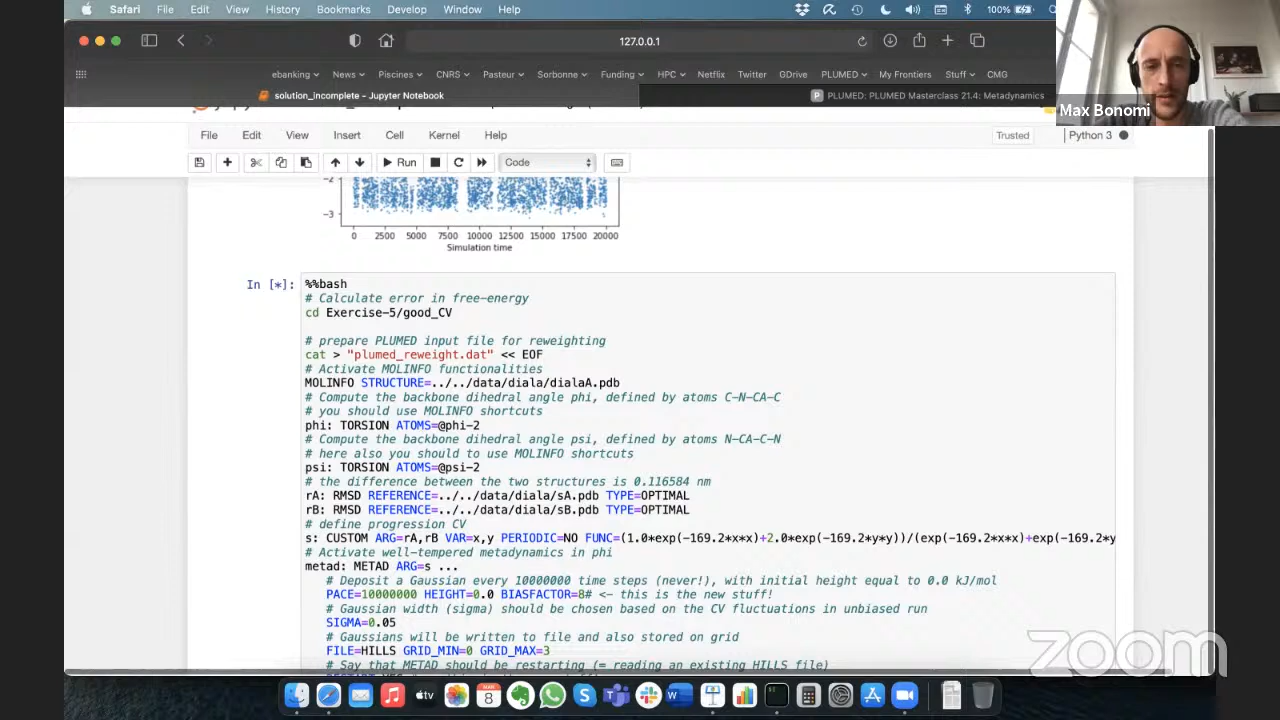 Safari File Edit View History Bookmarks Develop Window Help 100%
127.0.0.1
ebanking News Piscines CNRS Pasteur Sorbonne Funding HPC Netflix Twitter GDrive PLUMED My Frontiers Stuff CMG
solution_incomplete - Jupyter Notebook
P PLUMED: PLUMED Masterclass 21.4: Metadynamics
Max Bonomi
File Edit View Insert Cell Kernel Help
Trusted Python 3
Run Code
-2
-3
0 2500 5000 7500 10000 12500 15000 17500 20000
Simulation time
In [*]:
%%bash
# Calculate error in free-energy
cd Exercise-5/good_CV
# prepare PLUMED input file for reweighting
cat > "plumed_reweight.dat" << EOF
# Activate MOLINFO functionalities
MOLINFO STRUCTURE=../../data/diala/dialaA.pdb
# Compute the backbone dihedral angle phi, defined by atoms C-N-CA-C
# you should use MOLINFO shortcuts
phi: TORSION ATOMS=@phi-2
# Compute the backbone dihedral angle psi, defined by atoms N-CA-C-N
# here also you should to use MOLINFO shortcuts
psi: TORSION ATOMS=@psi-2
# the difference between the two structures is 0.116584 nm
rA: RMSD REFERENCE=../../data/diala/sA.pdb TYPE=OPTIMAL
rB: RMSD REFERENCE=../../data/diala/sB.pdb TYPE=OPTIMAL
# define progression CV
s: CUSTOM ARG=rA,rB VAR=x,y PERIODIC=NO FUNC=(1.0*exp(-169.2*x*x)+2.0*exp(-169.2*y*y))/(exp(-169.2*x*x)+exp(-169.2*y
# Activate well-tempered metadynamics in phi
metad: METAD ARG=s ...
# Deposit a Gaussian every 10000000 time steps (never!), with initial height equal to 0.0 kJ/mol
PACE=10000000 HEIGHT=0.0 BIASFACTOR=8# <- this is the new stuff!
# Gaussian width (sigma) should be chosen based on the CV fluctuations in unbiased run
SIGMA=0.05
# Gaussians will be written to file and also stored on grid
FILE=HILLS GRID_MIN=0 GRID_MAX=3
# Say that METAD should be restarting (= reading an existing HILLS file)
zoom
MAR
8
tv